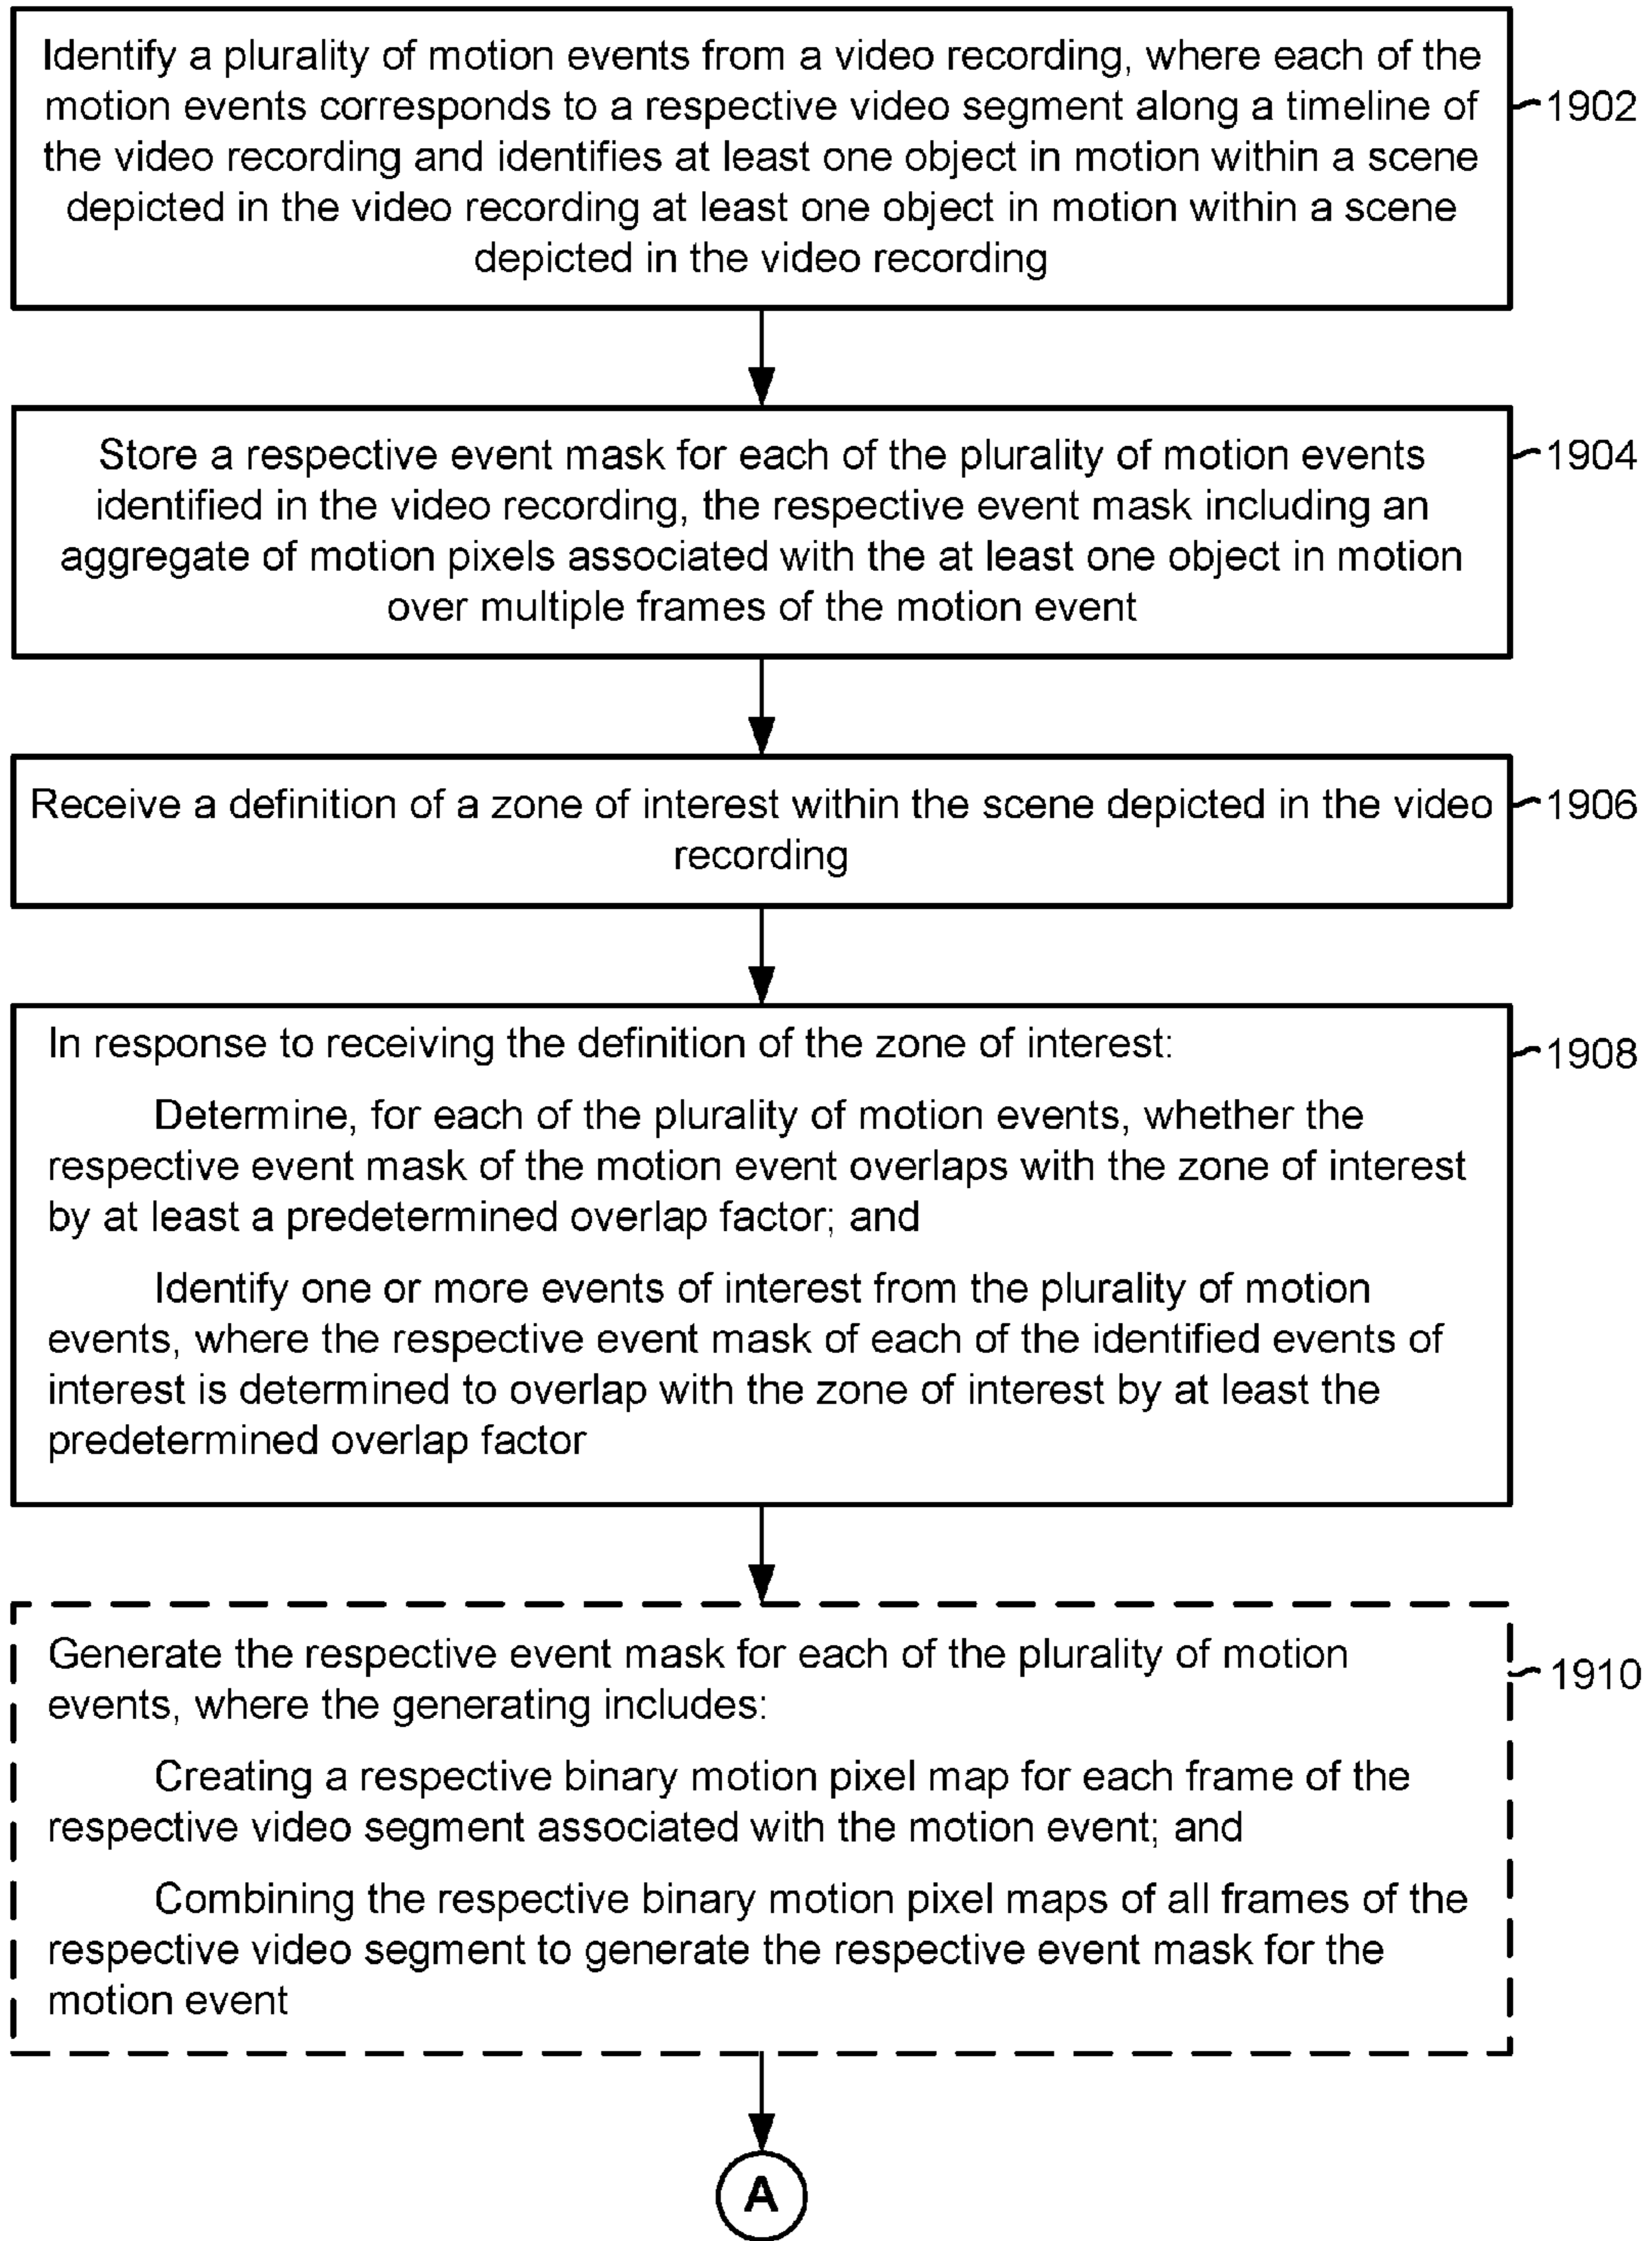 Identify a plurality of motion events from a video recording, where each of the
motion events corresponds to a respective video segment along a timeline of
the video recording and identifies at least one object in motion within a scene
depicted in the video recording at least one object in motion within a scene
depicted in the video recording
1902
Store a respective event mask for each of the plurality of motion events
identified in the video recording, the respective event mask including an
aggregate of motion pixels associated with the at least one object in motion
over multiple frames of the motion event
1904
Receive a definition of a zone of interest within the scene depicted in the video
recording
1906
In response to receiving the definition of the zone of interest:
Determine, for each of the plurality of motion events, whether the
respective event mask of the motion event overlaps with the zone of interest
by at least a predetermined overlap factor; and
Identify one or more events of interest from the plurality of motion
events, where the respective event mask of each of the identified events of
interest is determined to overlap with the zone of interest by at least the
predetermined overlap factor
1908
Generate the respective event mask for each of the plurality of motion
events, where the generating includes:
Creating a respective binary motion pixel map for each frame of the
respective video segment associated with the motion event; and
Combining the respective binary motion pixel maps of all frames of the
respective video segment to generate the respective event mask for the
motion event
1910
A